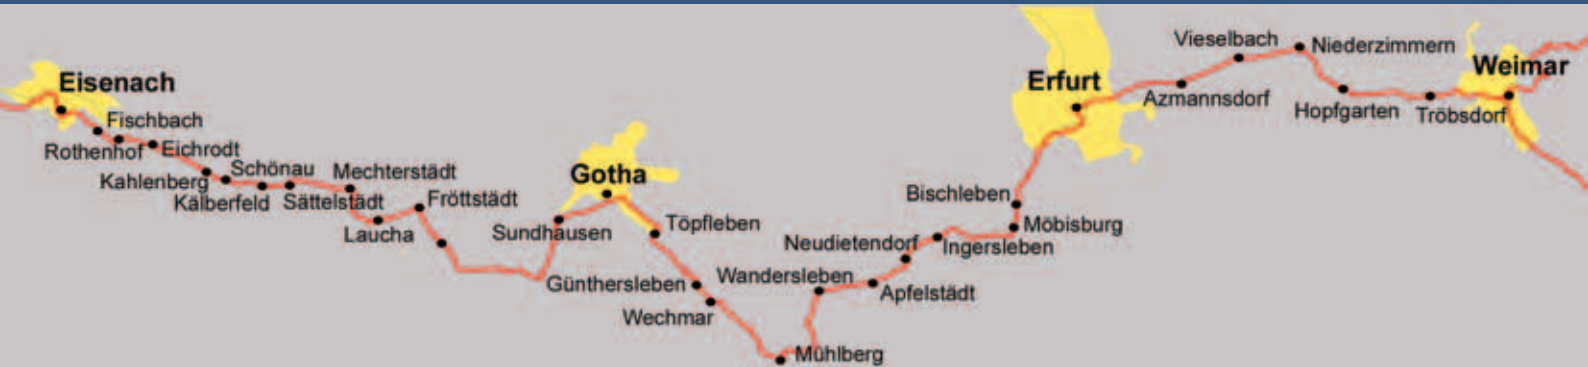 Eisenach
Fischbach
Rothenhof
Eichrodt
Kahlenberg
Schönau
Kälberfeld
Sättelstädt
Mechterstädt
Laucha
Fröttstädt
Sundhausen
Gotha
Töpfleben
Günthersleben
Wechmar
Mühlberg
Wandersleben
Apfelstädt
Neudietendorf
Ingersleben
Möbisburg
Bischleben
Erfurt
Azmannsdorf
Vieselbach
Niederzimmern
Hopfgarten
Tröbsdorf
Weimar